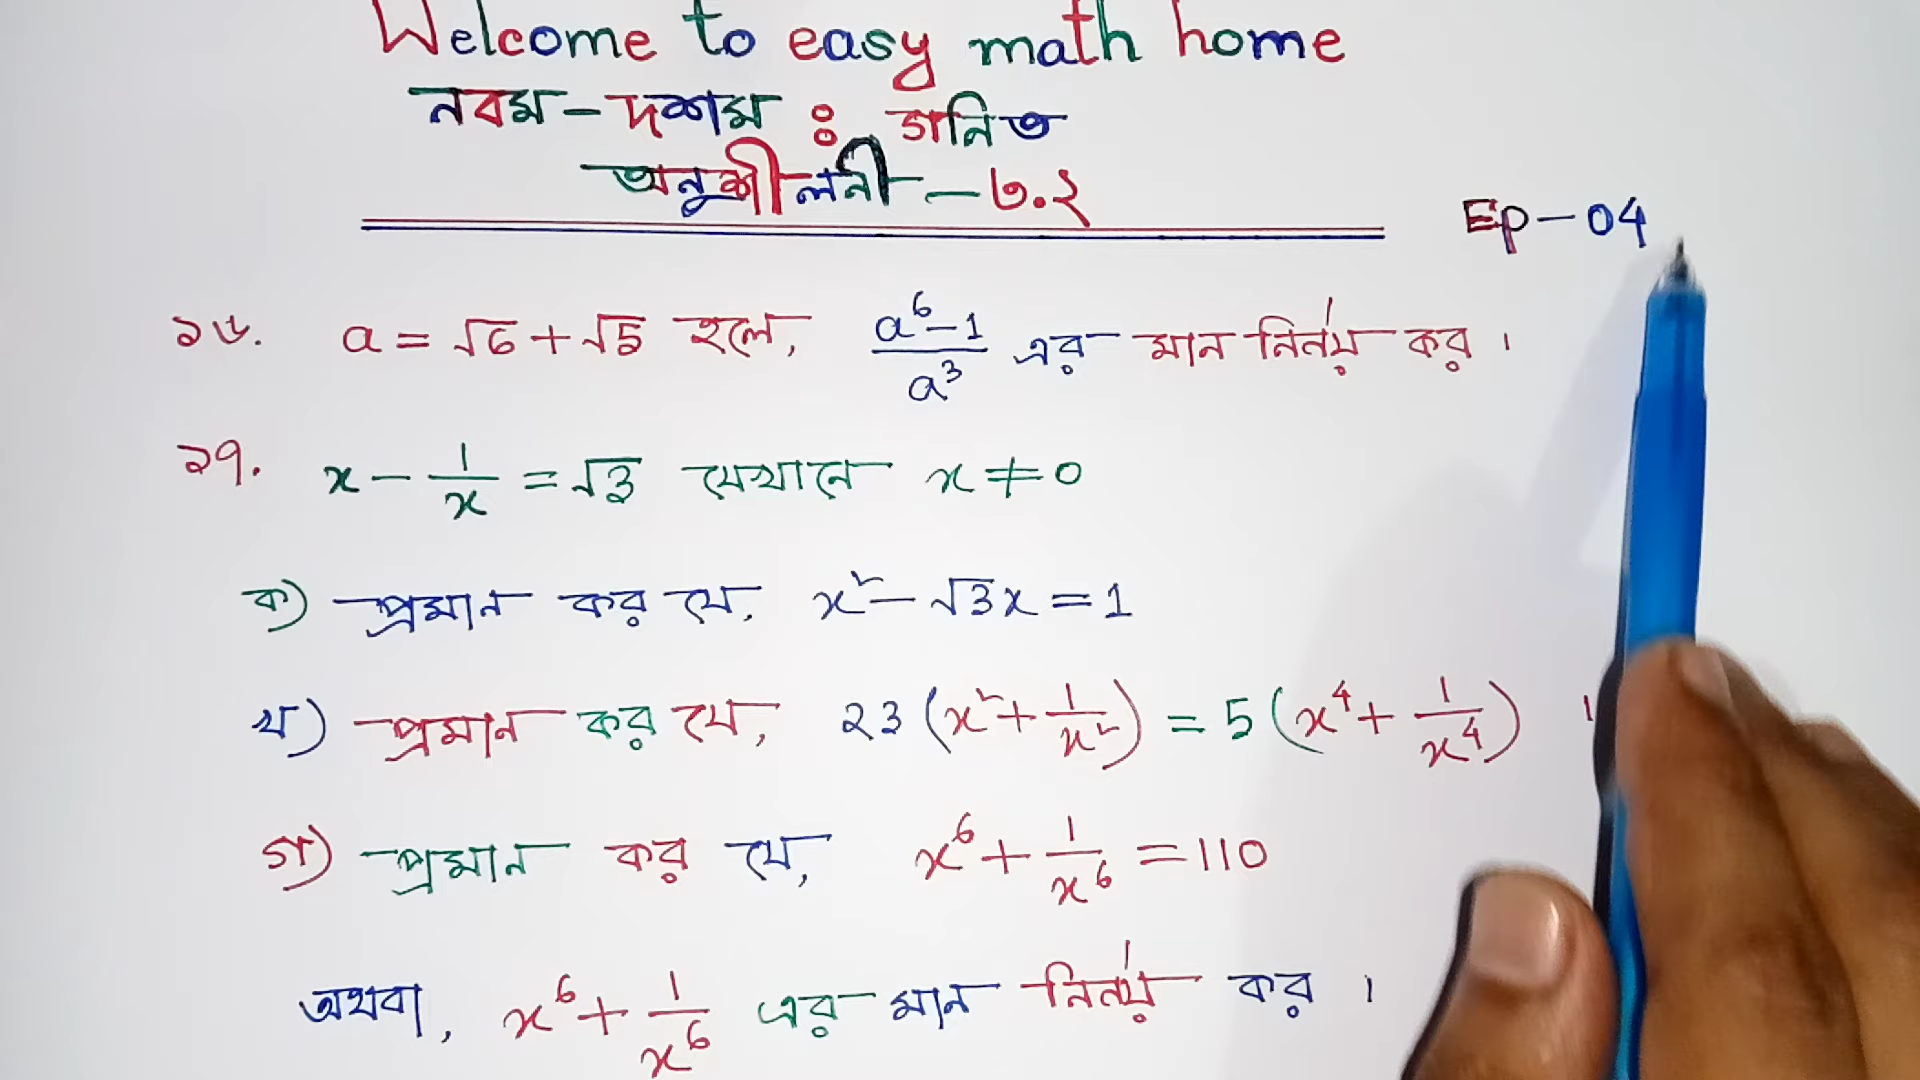 Welcome to easy math home
নবম-দশম ঃ গনিত
অনুশীলনী - ৩.২
Ep-04
১৬. a = √6 + √5 হলে, (a⁶-1)/a³ এর মান নির্নয় কর ।
১৭. x - 1/x = √3 যেখানে x ≠ 0
ক) প্রমান কর যে, x² - √3x = 1
খ) প্রমান কর যে, 23 (x² + 1/x²) = 5 (x⁴ + 1/x⁴) ।
গ) প্রমান কর যে, x⁶ + 1/x⁶ = 110
অথবা, x⁶ + 1/x⁶ এর মান নির্নয় কর ।